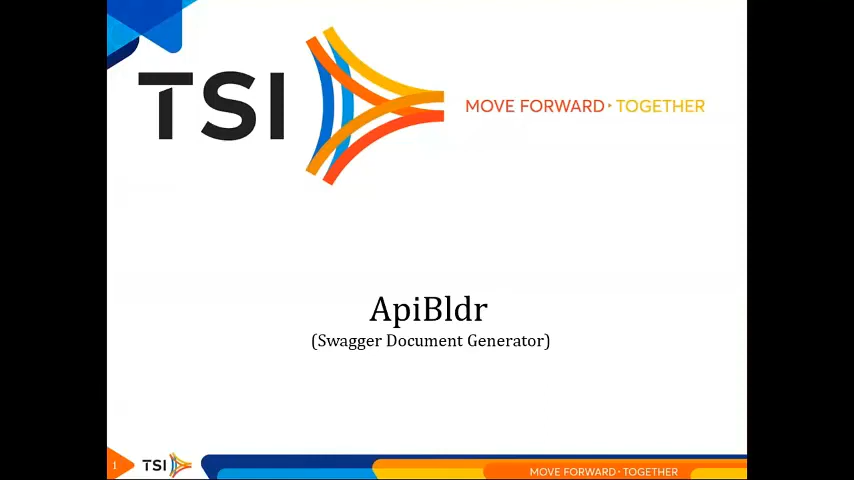 TSI
MOVE FORWARD · TOGETHER
ApiBldr
(Swagger Document Generator)
1
TSI
MOVE FORWARD · TOGETHER